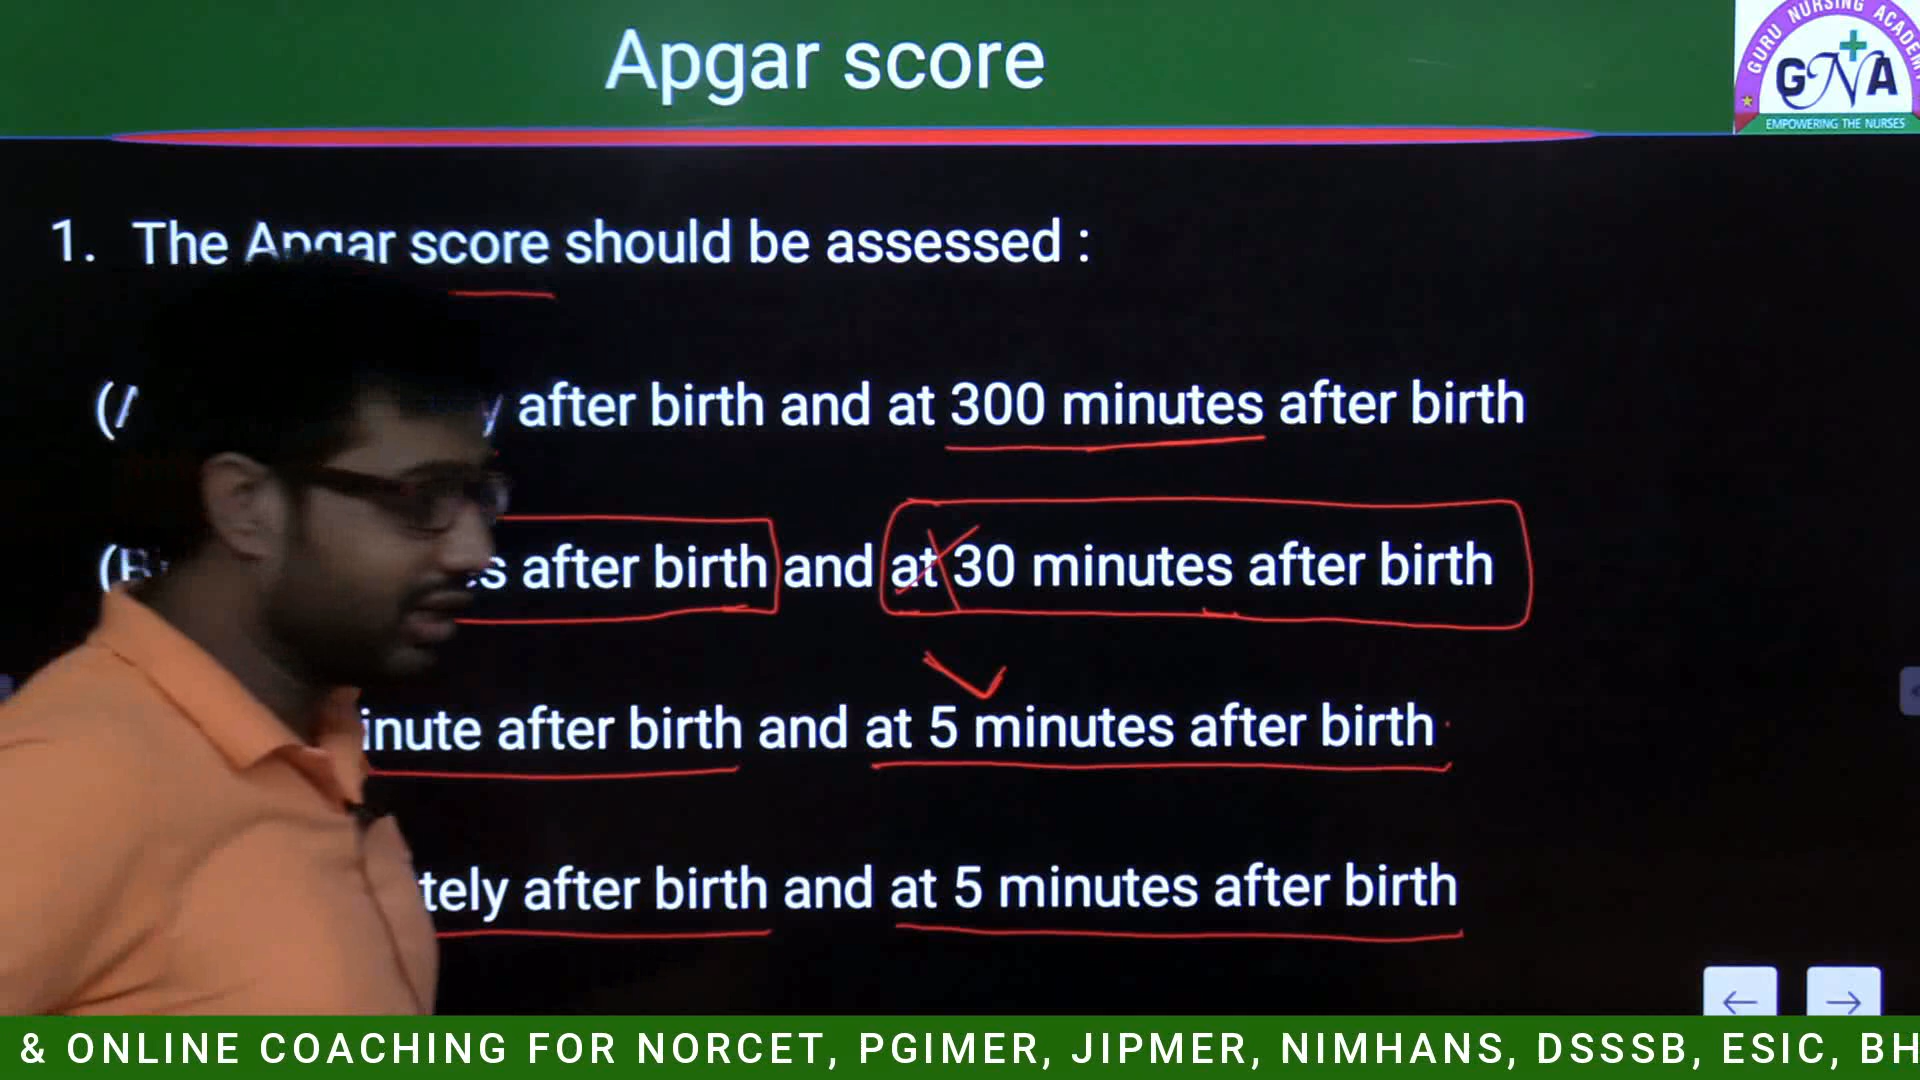 Apgar score
GURU NURSING ACADEMY
GNA
EMPOWERING THE NURSES
1. The Apgar score should be assessed :
after birth and at 300 minutes after birth
after birth and at 30 minutes after birth
after birth and at 5 minutes after birth
after birth and at 5 minutes after birth
& ONLINE COACHING FOR NORCET, PGIMER, JIPMER, NIMHANS, DSSSB, ESIC, BH